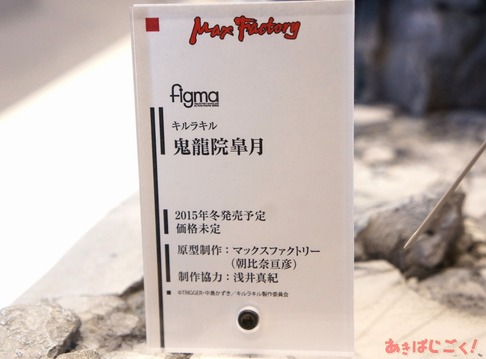 Max Factory
figma
キルラキル
鬼龍院皐月
2015年冬発売予定
価格未定
原型制作：マックスファクトリー
（朝比奈亘彦）
制作協力：浅井真紀
©TRIGGER・中島かずき／キルラキル製作委員会
あきばじごく！